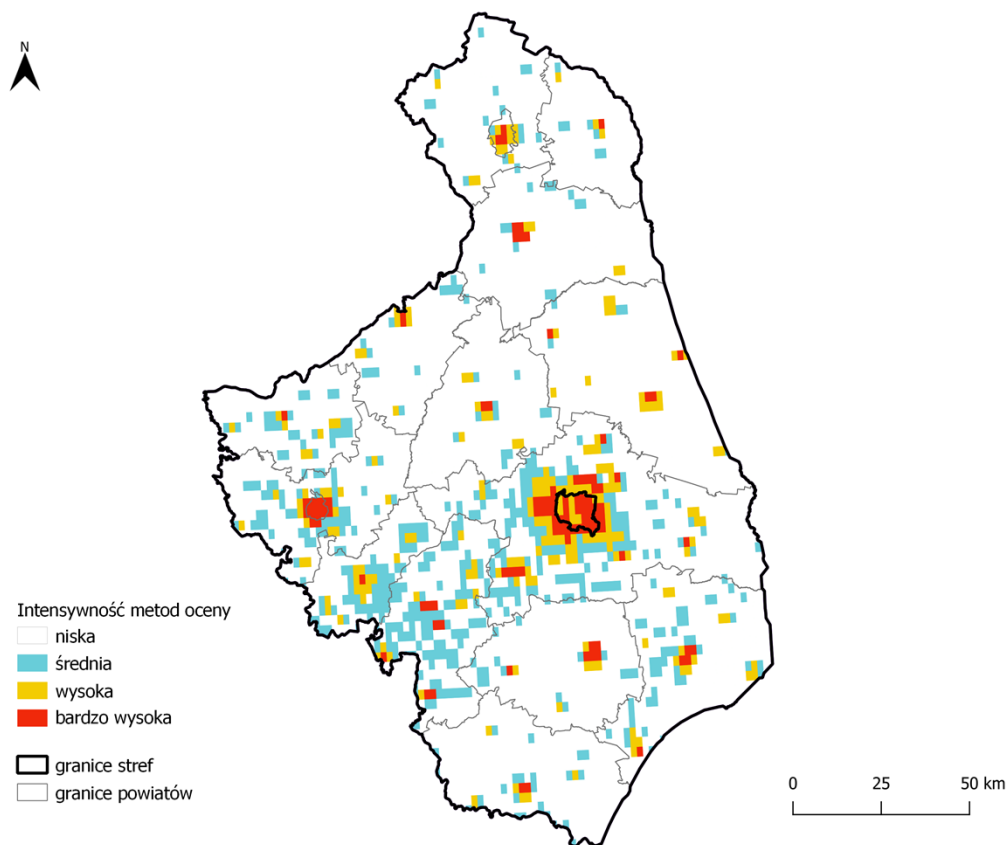 N
Intensywność metod oceny
niska
średnia
wysoka
bardzo wysoka
granice stref
granice powiatów
0 25 50 km